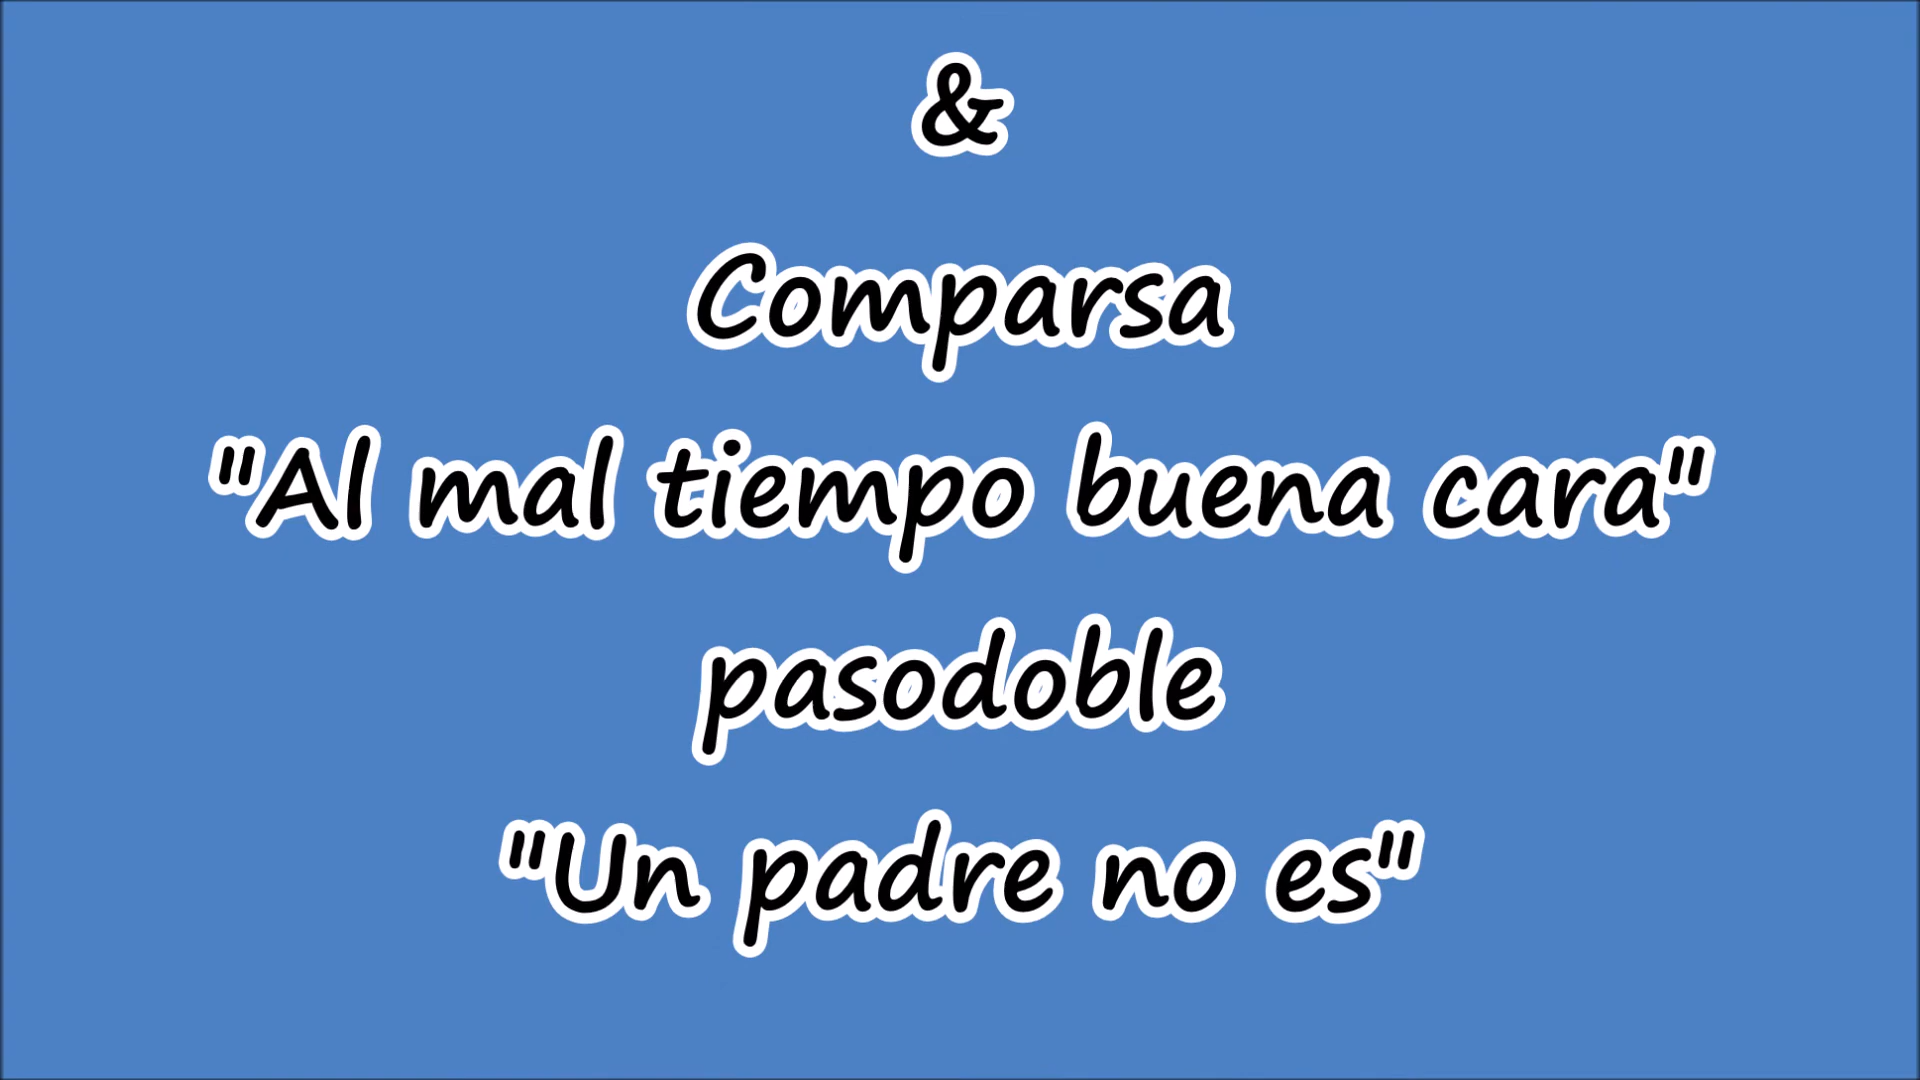 &
Comparsa
"Al mal tiempo buena cara"
pasodoble
"Un padre no es"